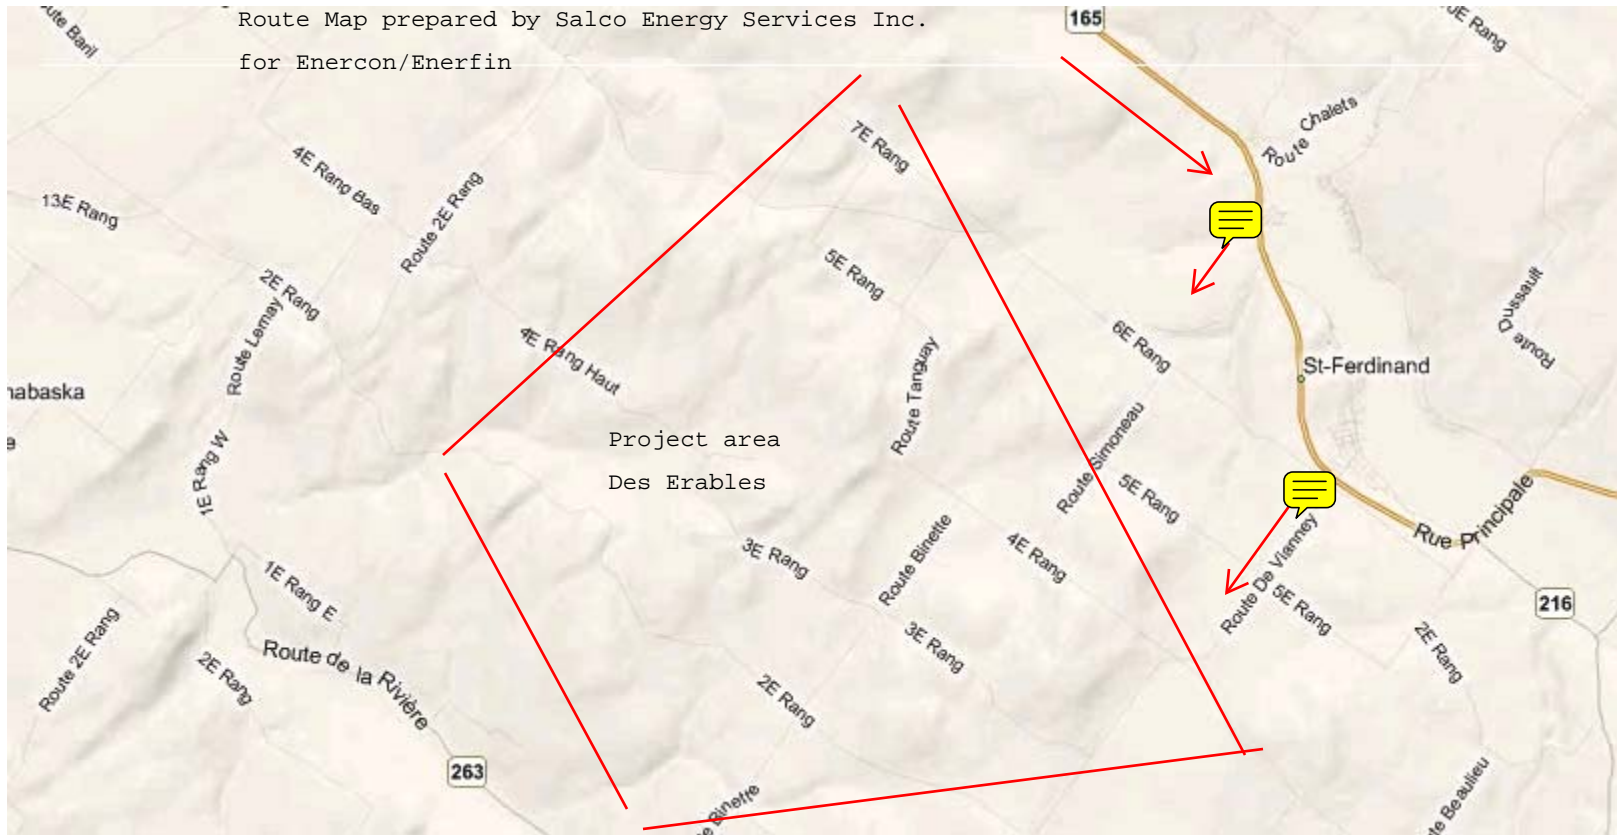 Route Map prepared by Salco Energy Services Inc.
for Enercon/Enerfin
165
Route Chalets
7E Rang
4E Rang Bas
13E Rang
Route 2E Rang
2E Rang
5E Rang
Route Lemay
4E Rang Haut
6E Rang
Route Dussault
St-Ferdinand
Route Tanguay
Project area
Des Erables
1E Rang W
Route Simoneau
5E Rang
Rue Principale
3E Rang
Route Binette
4E Rang
Route De Vianney
5E Rang
216
1E Rang E
Route 2E Rang
2E Rang
Route de la Rivière
3E Rang
2E Rang
2E Rang
263
Binette
Beaulieu